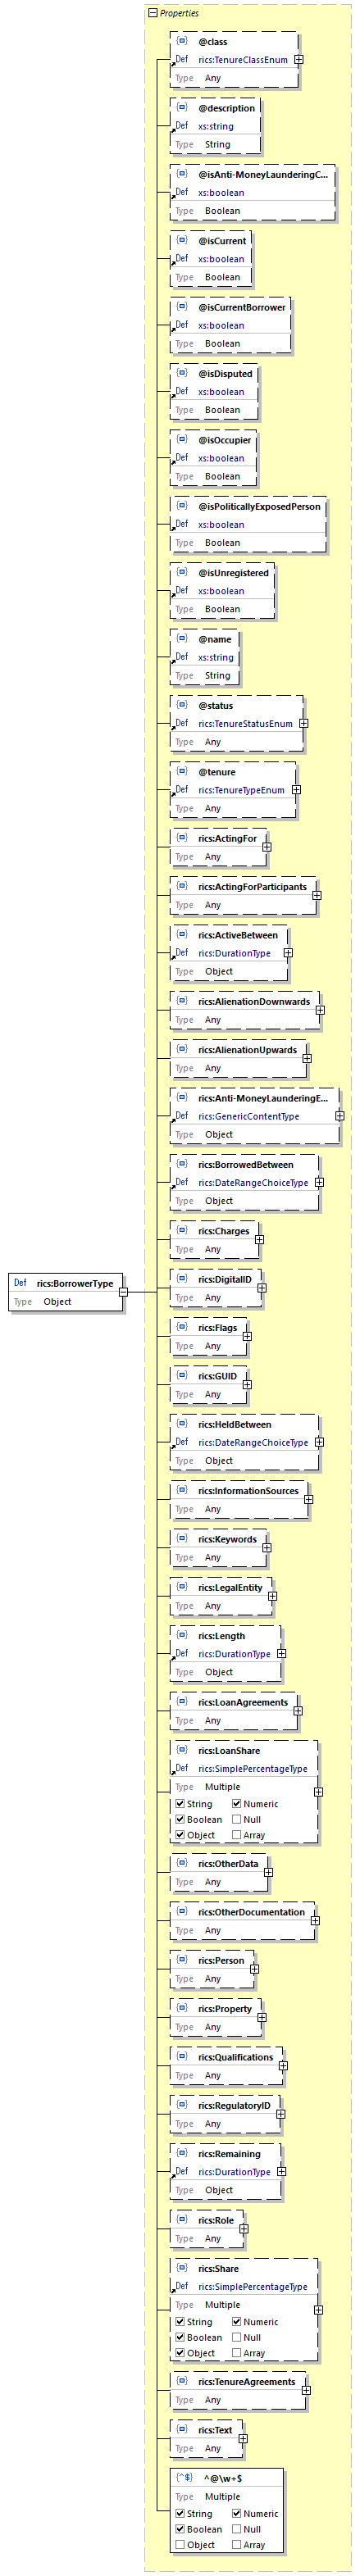 Properties
@class
Def rics:TenureClassEnum
Type Any
@description
Def xs:string
Type String
@isAnti-MoneyLaunderingC...
Def xs:boolean
Type Boolean
@isCurrent
Def xs:boolean
Type Boolean
@isCurrentBorrower
Def xs:boolean
Type Boolean
@isDisputed
Def xs:boolean
Type Boolean
@isOccupier
Def xs:boolean
Type Boolean
@isPoliticallyExposedPerson
Def xs:boolean
Type Boolean
@isUnregistered
Def xs:boolean
Type Boolean
@name
Def xs:string
Type String
@status
Def rics:TenureStatusEnum
Type Any
@tenure
Def rics:TenureTypeEnum
Type Any
rics:ActingFor
Type Any
rics:ActingForParticipants
Type Any
rics:ActiveBetween
Def rics:DurationType
Type Object
rics:AlienationDownwards
Type Any
rics:AlienationUpwards
Type Any
rics:Anti-MoneyLaunderingE...
Def rics:GenericContentType
Type Object
rics:BorrowedBetween
Def rics:DateRangeChoiceType
Type Object
rics:Charges
Type Any
rics:DigitalID
Type Any
Def rics:BorrowerType
Type Object
rics:Flags
Type Any
rics:GUID
Type Any
rics:HeldBetween
Def rics:DateRangeChoiceType
Type Object
rics:InformationSources
Type Any
rics:Keywords
Type Any
rics:LegalEntity
Type Any
rics:Length
Def rics:DurationType
Type Object
rics:LoanAgreements
Type Any
rics:LoanShare
Def rics:SimplePercentageType
Type Multiple
String Numeric
Boolean Null
Object Array
rics:OtherData
Type Any
rics:OtherDocumentation
Type Any
rics:Person
Type Any
rics:Property
Type Any
rics:Qualifications
Type Any
rics:RegulatoryID
Type Any
rics:Remaining
Def rics:DurationType
Type Object
rics:Role
Type Any
rics:Share
Def rics:SimplePercentageType
Type Multiple
String Numeric
Boolean Null
Object Array
rics:TenureAgreements
Type Any
rics:Text
Type Any
{^$} ^@\w+$
Type Multiple
String Numeric
Boolean Null
Object Array